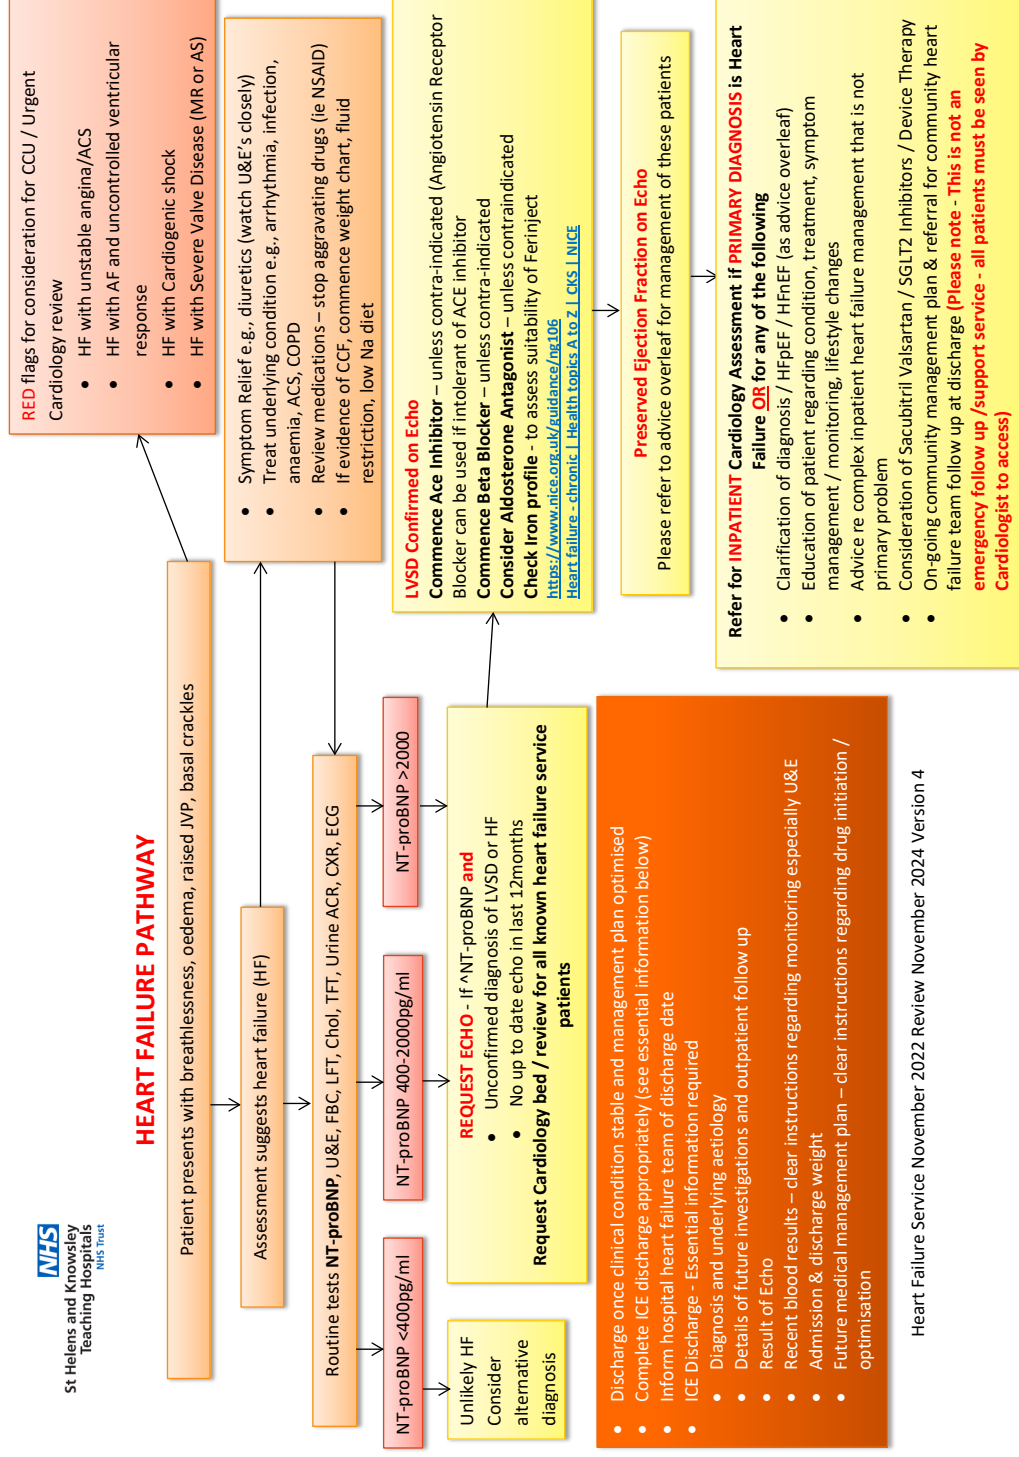 St Helens and Knowsley
Teaching Hospitals
NHS Trust
NHS
HEART FAILURE PATHWAY
Patient presents with breathlessness, oedema, raised JVP, basal crackles
RED flags for consideration for CCU / Urgent
Cardiology review
• HF with unstable angina/ACS
• HF with AF and uncontrolled ventricular
response
• HF with Cardiogenic shock
• HF with Severe Valve Disease (MR or AS)
Assessment suggests heart failure (HF)
• Symptom Relief e.g., diuretics (watch U&E's closely)
• Treat underlying condition e.g., arrhythmia, infection,
anaemia, ACS, COPD
• Review medications – stop aggravating drugs (ie NSAID)
• If evidence of CCF, commence weight chart, fluid
restriction, low Na diet
Routine tests NT-proBNP, U&E, FBC, LFT, Chol, TFT, Urine ACR, CXR, ECG
NT-proBNP <400pg/ml
NT-proBNP 400-2000pg/ml
NT-proBNP >2000
Unlikely HF
Consider
alternative
diagnosis
REQUEST ECHO - If ^NT-proBNP and
• Unconfirmed diagnosis of LVSD or HF
• No up to date echo in last 12months
Request Cardiology bed / review for all known heart failure service
patients
LVSD Confirmed on Echo
Commence Ace Inhibitor – unless contra-indicated (Angiotensin Receptor
Blocker can be used if intolerant of ACE inhibitor
Commence Beta Blocker – unless contra-indicated
Consider Aldosterone Antagonist – unless contraindicated
Check Iron profile - to assess suitability of Ferinject
https://www.nice.org.uk/guidance/ng106
Heart failure - chronic | Health topics A to Z | CKS | NICE
Preserved Ejection Fraction on Echo
Please refer to advice overleaf for management of these patients
Refer for INPATIENT Cardiology Assessment if PRIMARY DIAGNOSIS is Heart
Failure OR for any of the following
• Clarification of diagnosis / HFpEF / HFnEF (as advice overleaf)
• Education of patient regarding condition, treatment, symptom
management / monitoring, lifestyle changes
• Advice re complex inpatient heart failure management that is not
primary problem
• Consideration of Sacubitril Valsartan / SGLT2 Inhibitors / Device Therapy
• On-going community management plan & referral for community heart
failure team follow up at discharge (Please note - This is not an
emergency follow up /support service - all patients must be seen by
Cardiologist to access)
• Discharge once clinical condition stable and management plan optimised
• Complete ICE discharge appropriately (see essential information below)
• Inform hospital heart failure team of discharge date
• ICE Discharge - Essential information required
• Diagnosis and underlying aetiology
• Details of future investigations and outpatient follow up
• Result of Echo
• Recent blood results – clear instructions regarding monitoring especially U&E
• Admission & discharge weight
• Future medical management plan – clear instructions regarding drug initiation /
optimisation
Heart Failure Service November 2022 Review November 2024 Version 4